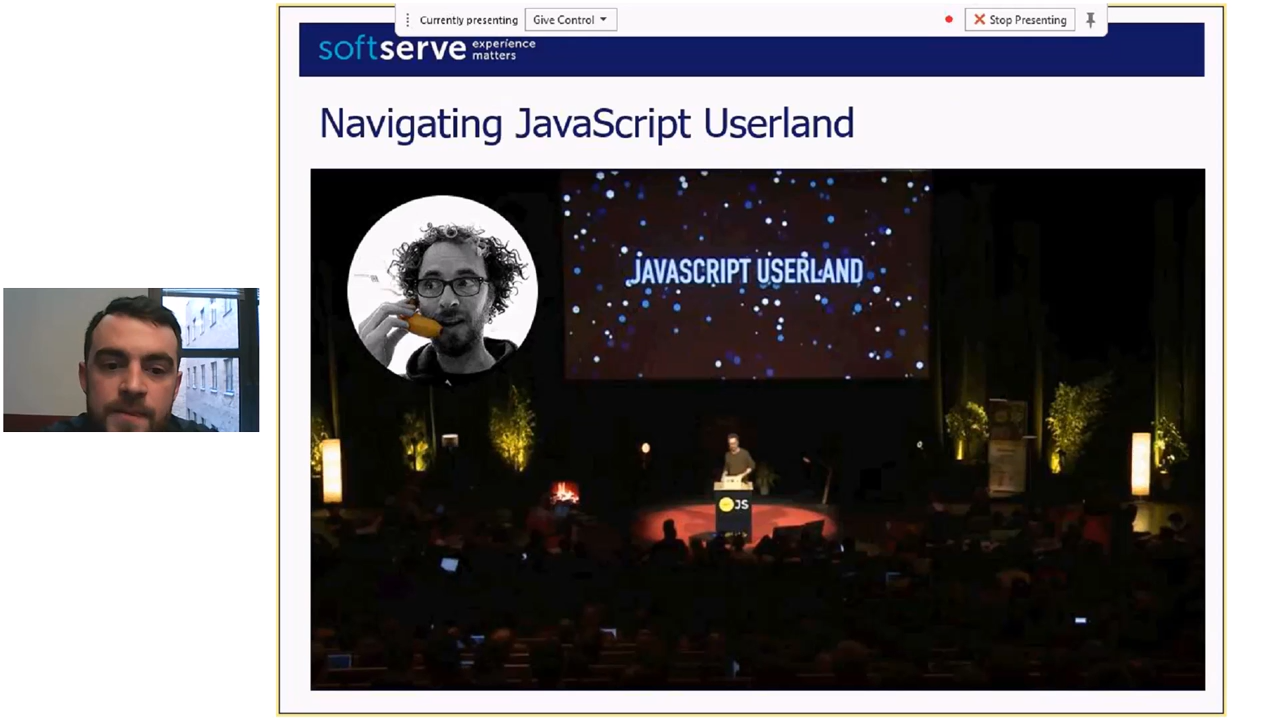 Currently presenting
Give Control
Stop Presenting
softserve experience matters
Navigating JavaScript Userland
JAVASCRIPT USERLAND
JS